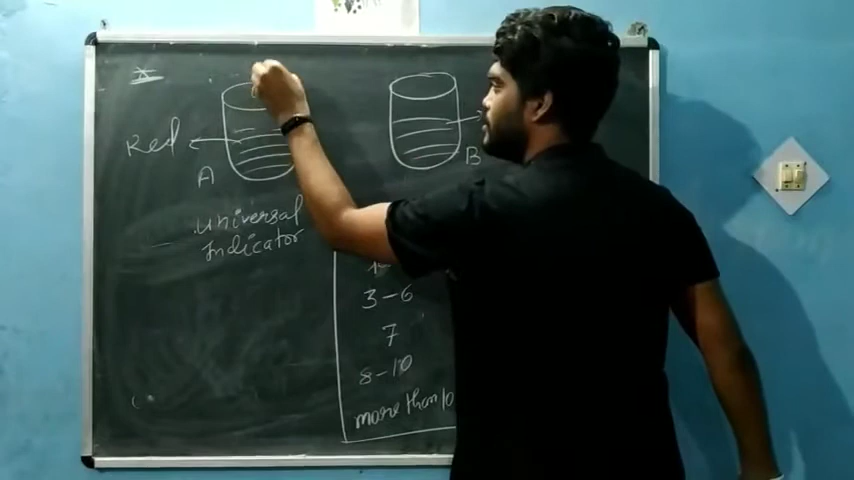 Red
A
B
universal
Indicator
3-6
7
8-10
more than 10